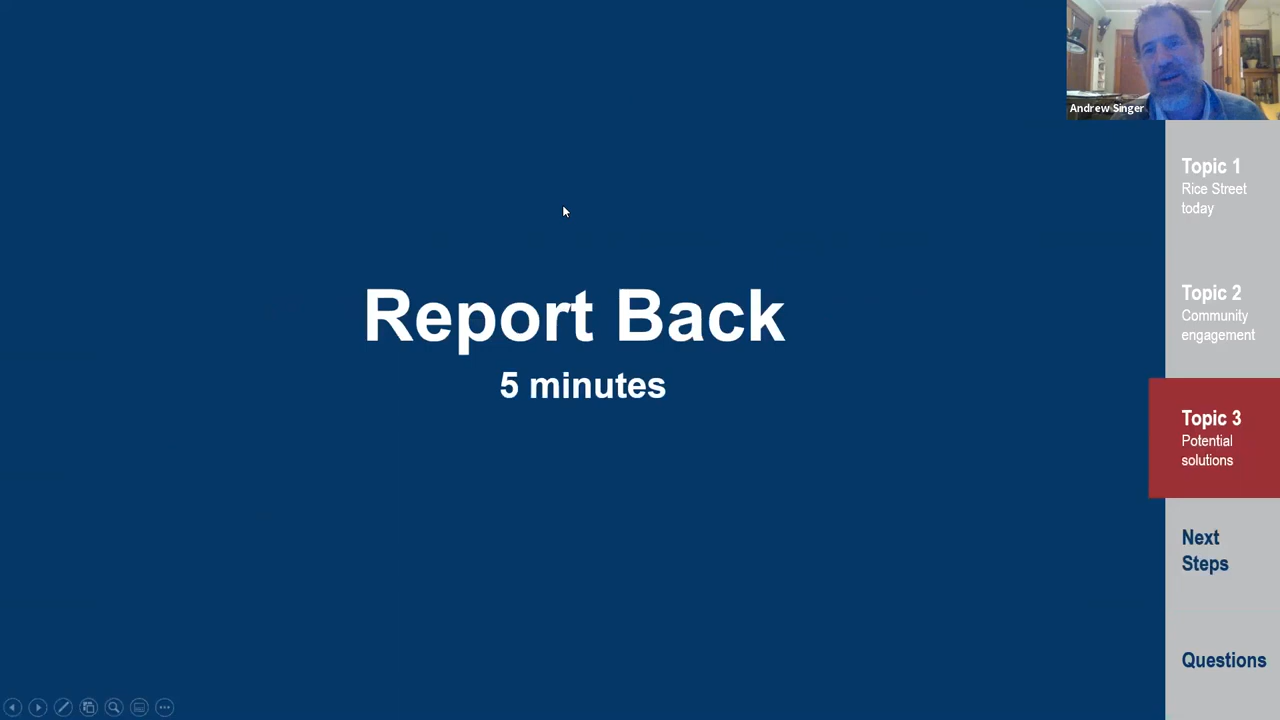 Report Back
5 minutes
Andrew Singer
Topic 1
Rice Street
today
Topic 2
Community
engagement
Topic 3
Potential
solutions
Next
Steps
Questions